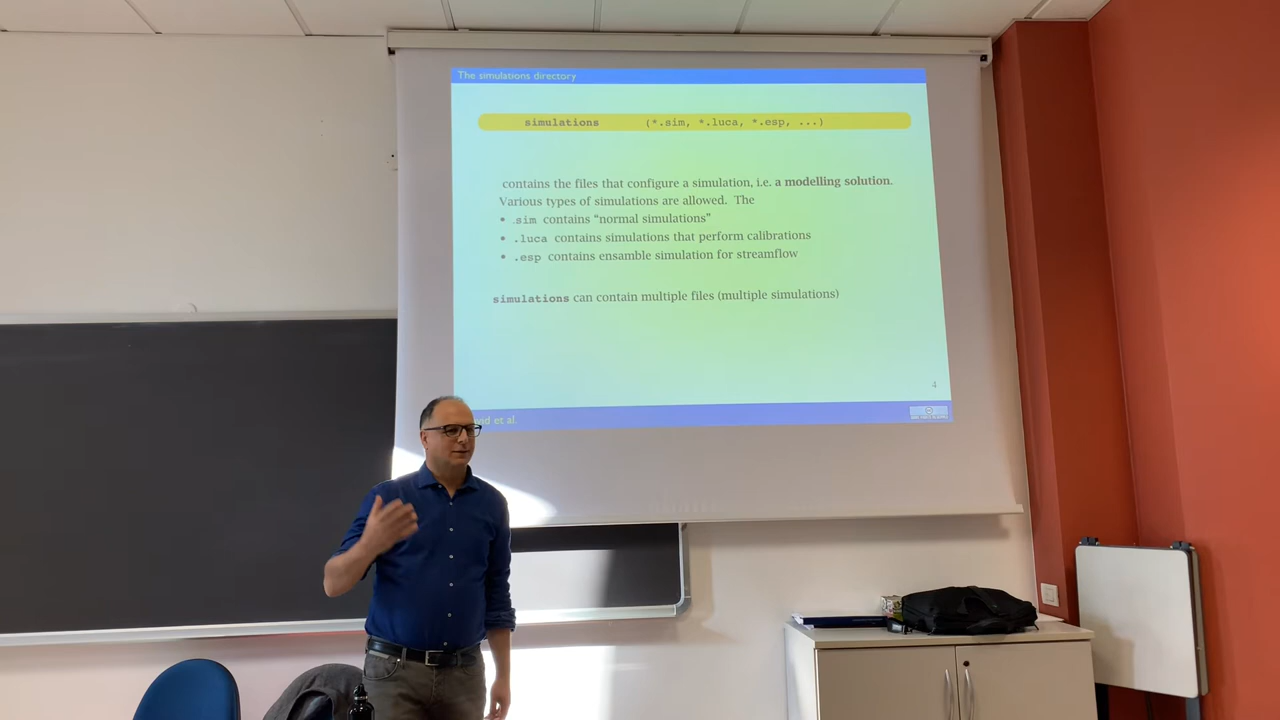 The simulations directory
simulations (*.sim, *.luca, *.esp, ...)
contains the files that configure a simulation, i.e. a modelling solution.
Various types of simulations are allowed. The
• .sim contains “normal simulations”
• .luca contains simulations that perform calibrations
• .esp contains ensamble simulation for streamflow
simulations can contain multiple files (multiple simulations)
4
et al.